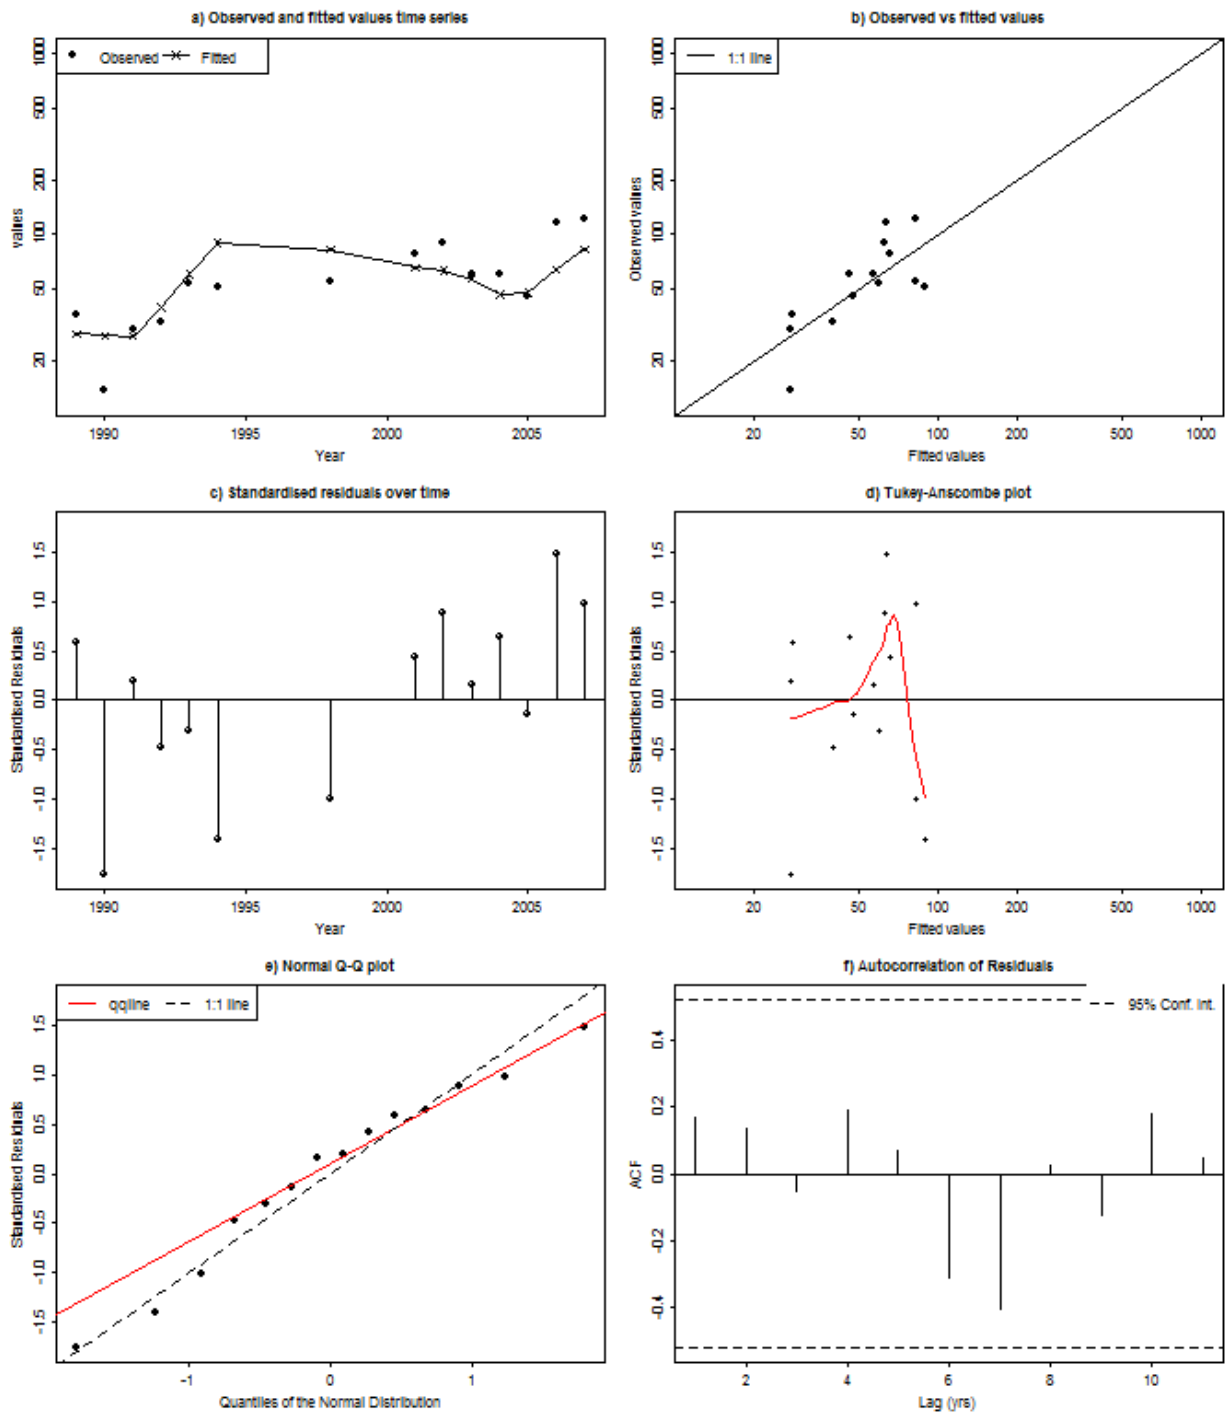 a) Observed and fitted values time series
Observed Fitted
values
1000
500
200
100
50
20
1990 1995 2000 2005
Year
b) Observed vs fitted values
1:1 line
Observed values
1000
500
200
100
50
20
20 50 100 200 500 1000
Fitted values
c) Standardised residuals over time
Standardised Residuals
1.5
1.0
0.5
0.0
-0.5
-1.0
-1.5
1990 1995 2000 2005
Year
d) Tukey-Anscombe plot
Standardised Residuals
1.5
1.0
0.5
0.0
-0.5
-1.0
-1.5
20 50 100 200 500 1000
Fitted values
e) Normal Q-Q plot
qqline 1:1 line
Standardised Residuals
1.5
1.0
0.5
0.0
-0.5
-1.0
-1.5
-1 0 1
Quantiles of the Normal Distribution
f) Autocorrelation of Residuals
95% Conf. Int.
ACF
0.4
0.2
0.0
-0.2
-0.4
2 4 6 8 10
Lag (yrs)